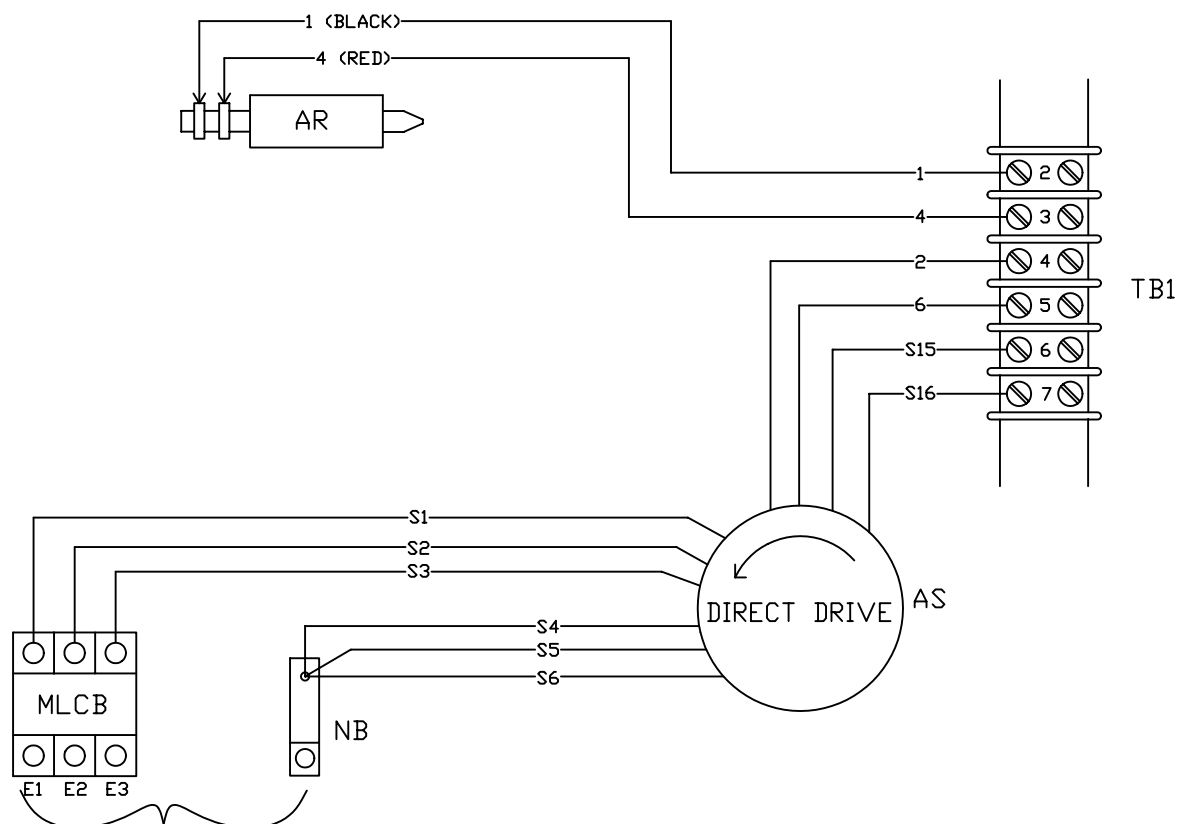 1 (BLACK)
4 (RED)
AR
1
2
4
3
2
4
TB1
6
5
S15
6
S16
7
S1
S2
S3
AS
DIRECT DRIVE
S4
S5
S6
MLCB
NB
E1 E2 E3